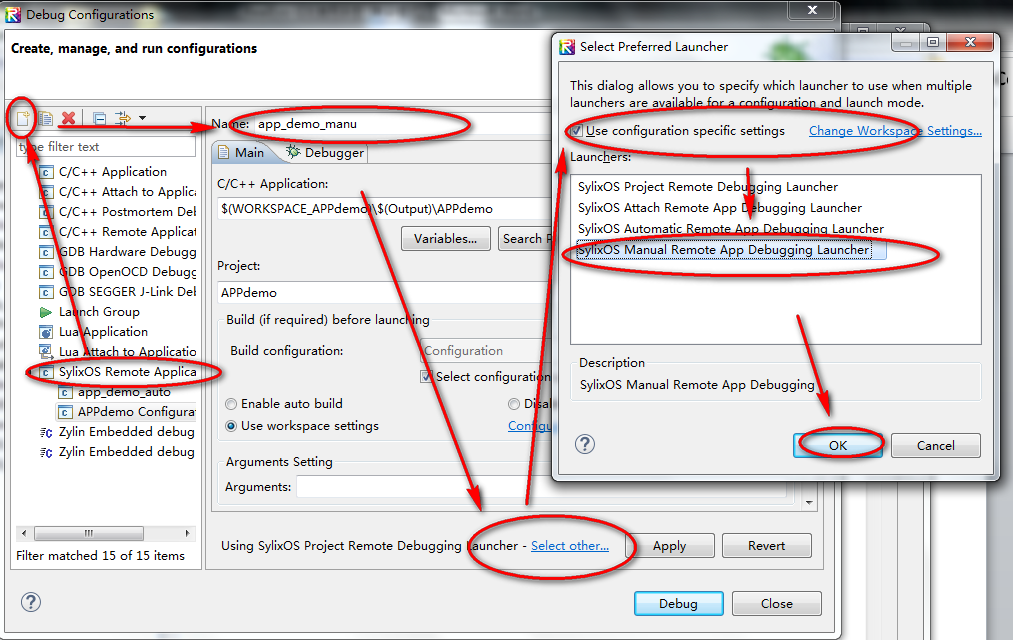 Debug Configurations
Create, manage, and run configurations
type filter text
C/C++ Application
C/C++ Attach to Applic
C/C++ Postmortem Del
C/C++ Remote Applicat
GDB Hardware Debugg
GDB OpenOCD Debugg
GDB SEGGER J-Link Del
Launch Group
Lua Application
Lua Attach to Applicatio
SylixOS Remote Applica
app_demo_auto
APPdemo Configurat
Zylin Embedded debug
Zylin Embedded debug
Filter matched 15 of 15 items
Name: app_demo_manu
Main
Debugger
C/C++ Application:
$(WORKSPACE_APPdemo)\$(Output)\APPdemo
Variables...
Search P
Project:
APPdemo
Build (if required) before launching
Build configuration:
Configuration
Select configuration
Enable auto build
Disa
Use workspace settings
Configu
Arguments Setting
Arguments:
Using SylixOS Project Remote Debugging Launcher - Select other...
Apply
Revert
Debug
Close
Select Preferred Launcher
This dialog allows you to specify which launcher to use when multiple
launchers are available for a configuration and launch mode.
Use configuration specific settings
Change Workspace Settings...
Launchers:
SylixOS Project Remote Debugging Launcher
SylixOS Attach Remote App Debugging Launcher
SylixOS Automatic Remote App Debugging Launcher
SylixOS Manual Remote App Debugging Launcher
Description
SylixOS Manual Remote App Debugging
OK
Cancel